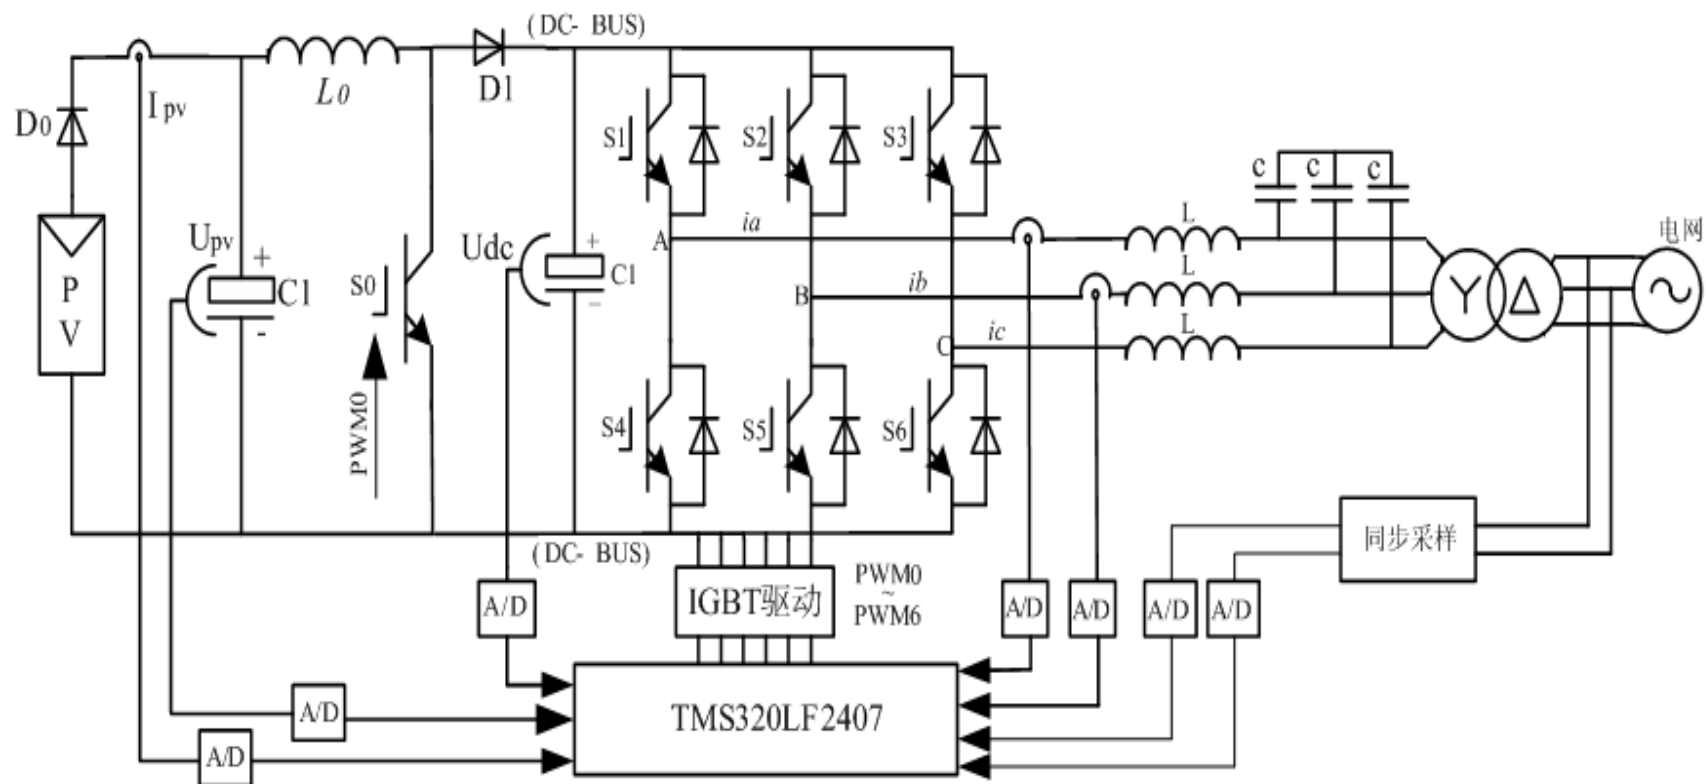 (DC- BUS)
D0
Ipv
L0
D1
S1
S2
S3
c
c
c
Upv
+
C1
-
S0
Udc
+
C1
-
A
ia
L
电网
P
V
B
ib
L
Y
Δ
C
ic
L
PWM0
S4
S5
S6
(DC- BUS)
同步采样
A/D
IGBT驱动
PWM0
~
PWM6
A/D
A/D
A/D
A/D
A/D
TMS320LF2407
A/D